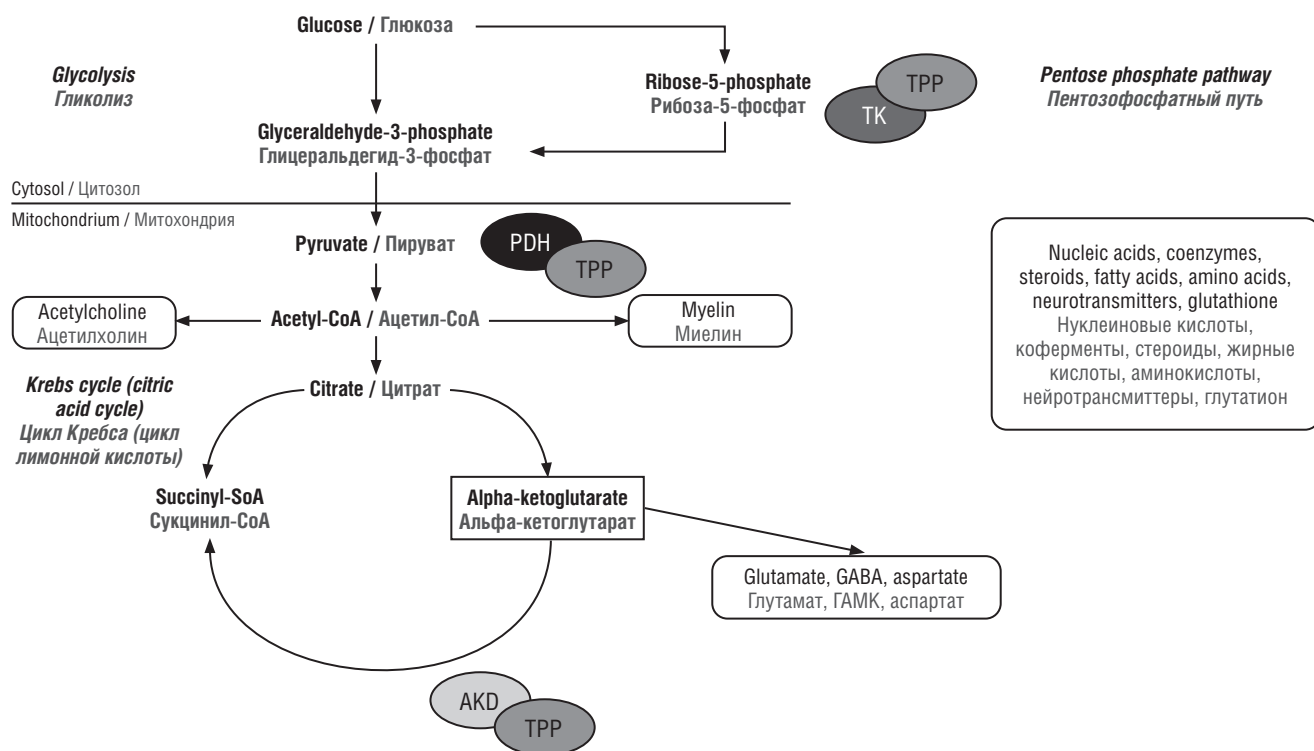 Glucose / Глюкоза
Glycolysis
Гликолиз
Ribose-5-phosphate
Рибоза-5-фосфат
TPP
TK
Pentose phosphate pathway
Пентозофосфатный путь
Glyceraldehyde-3-phosphate
Глицеральдегид-3-фосфат
Cytosol / Цитозол
Mitochondrium / Митохондрия
Pyruvate / Пируват
PDH
TPP
Nucleic acids, coenzymes,
steroids, fatty acids, amino acids,
neurotransmitters, glutathione
Нуклеиновые кислоты,
коферменты, стероиды, жирные
кислоты, аминокислоты,
нейротрансмиттеры, глутатион
Acetylcholine
Ацетилхолин
Acetyl-CoA / Ацетил-CoA
Myelin
Миелин
Krebs cycle (citric
acid cycle)
Цикл Кребса (цикл
лимонной кислоты)
Citrate / Цитрат
Succinyl-SoA
Сукцинил-CoA
Alpha-ketoglutarate
Альфа-кетоглутарат
Glutamate, GABA, aspartate
Глутамат, ГАМК, аспартат
AKD
TPP